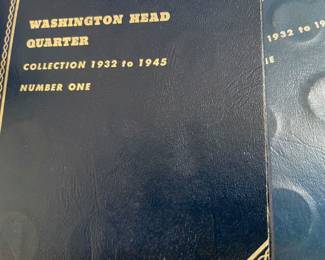 WASHINGTON HEAD
QUARTER
COLLECTION 1932 to 1945
NUMBER ONE
1932 to